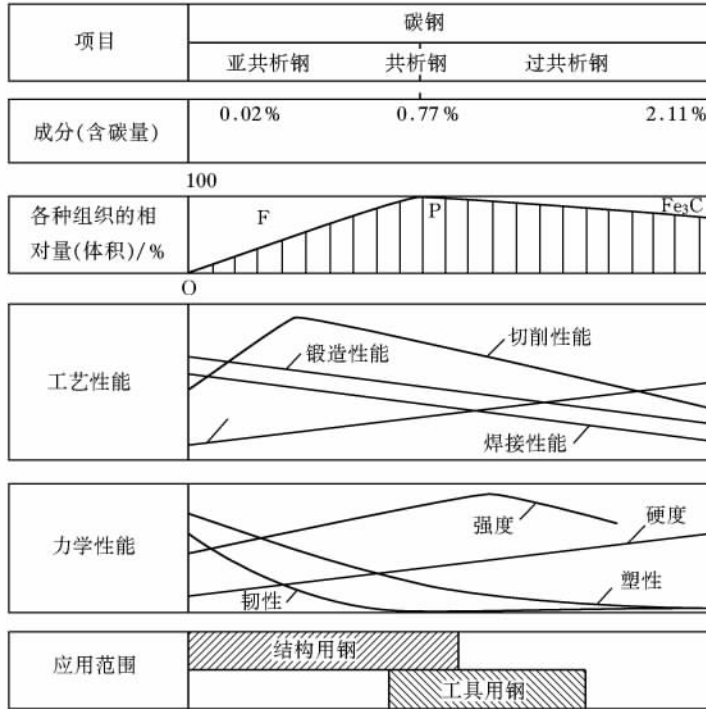 项目
碳钢
亚共析钢
共析钢
过共析钢
成分(含碳量)
0.02%
0.77%
2.11%
各种组织的相
对量(体积)/%
100
O
F
P
Fe₃C
工艺性能
锻造性能
切削性能
焊接性能
力学性能
强度
硬度
韧性
塑性
应用范围
结构用钢
工具用钢